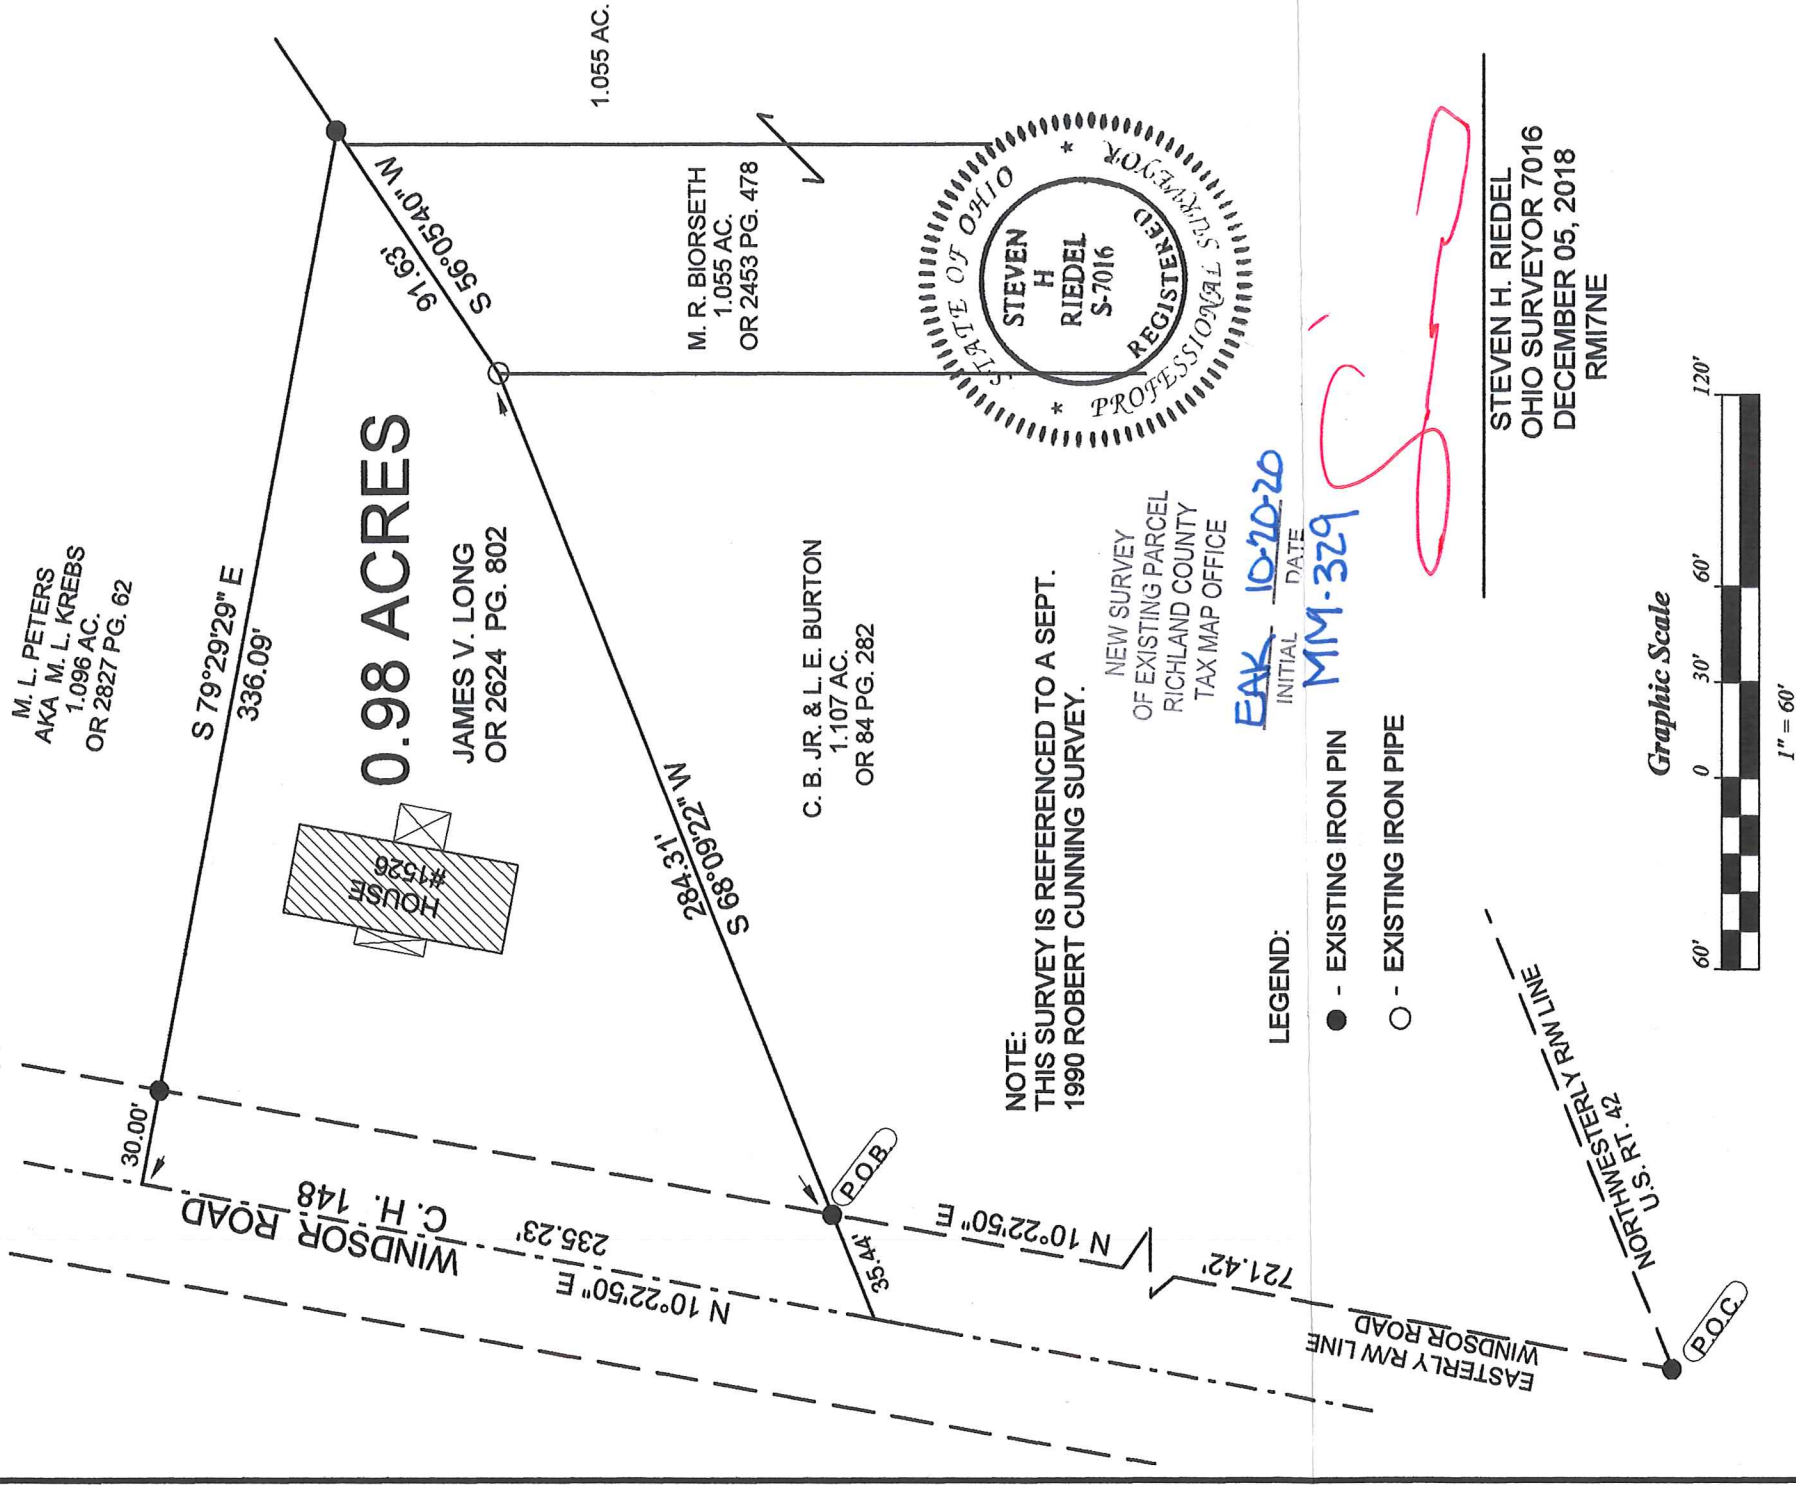 M. L. PETERS
AKA M. L. KREBS
1.096 AC.
OR 2827 PG. 62
S 79°29'29" E
336.09'
30.00'
0.98 ACRES
JAMES V. LONG
OR 2624 PG. 802
HOUSE
#1526
91.63'
S 56°05'40" W
1.055 AC.
M. R. BIORSETH
1.055 AC.
OR 2453 PG. 478
284.31'
S 68°09'22" W
C. B. JR. & L. E. BURTON
1.107 AC.
OR 84 PG. 282
WINDSOR ROAD
C. H. 148
235.23'
N 10°22'50" E
35.44'
P.O.B.
N 10°22'50" E
721.42'
EASTERLY R/W LINE
WINDSOR ROAD
P.O.C.
NORTHWESTERLY R/W LINE
U.S. RT. 42
NOTE:
THIS SURVEY IS REFERENCED TO A SEPT.
1990 ROBERT CUNNING SURVEY.
NEW SURVEY
OF EXISTING PARCEL
RICHLAND COUNTY
TAX MAP OFFICE
EAK - 10-20-20
INITIAL DATE
MM-329
LEGEND:
● - EXISTING IRON PIN
○ - EXISTING IRON PIPE
STATE OF OHIO
STEVEN
H
RIEDEL
S-7016
REGISTERED
* PROFESSIONAL SURVEYOR *
STEVEN H. RIEDEL
OHIO SURVEYOR 7016
DECEMBER 05, 2018
RMI7NE
Graphic Scale
60' 0 30' 60' 120'
1" = 60'